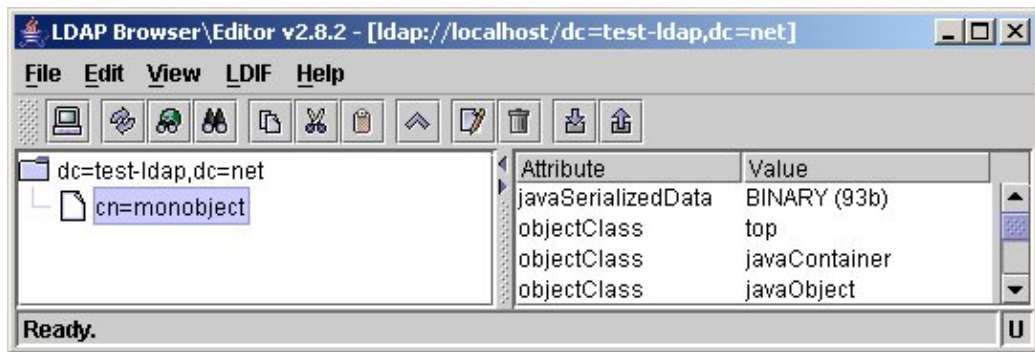 LDAP Browser\Editor v2.8.2 - [ldap://localhost/dc=test-ldap,dc=net]
File Edit View LDIF Help
dc=test-ldap,dc=net
cn=monobject
Attribute Value
javaSerializedData BINARY (93b)
objectClass top
objectClass javaContainer
objectClass javaObject
Ready. U